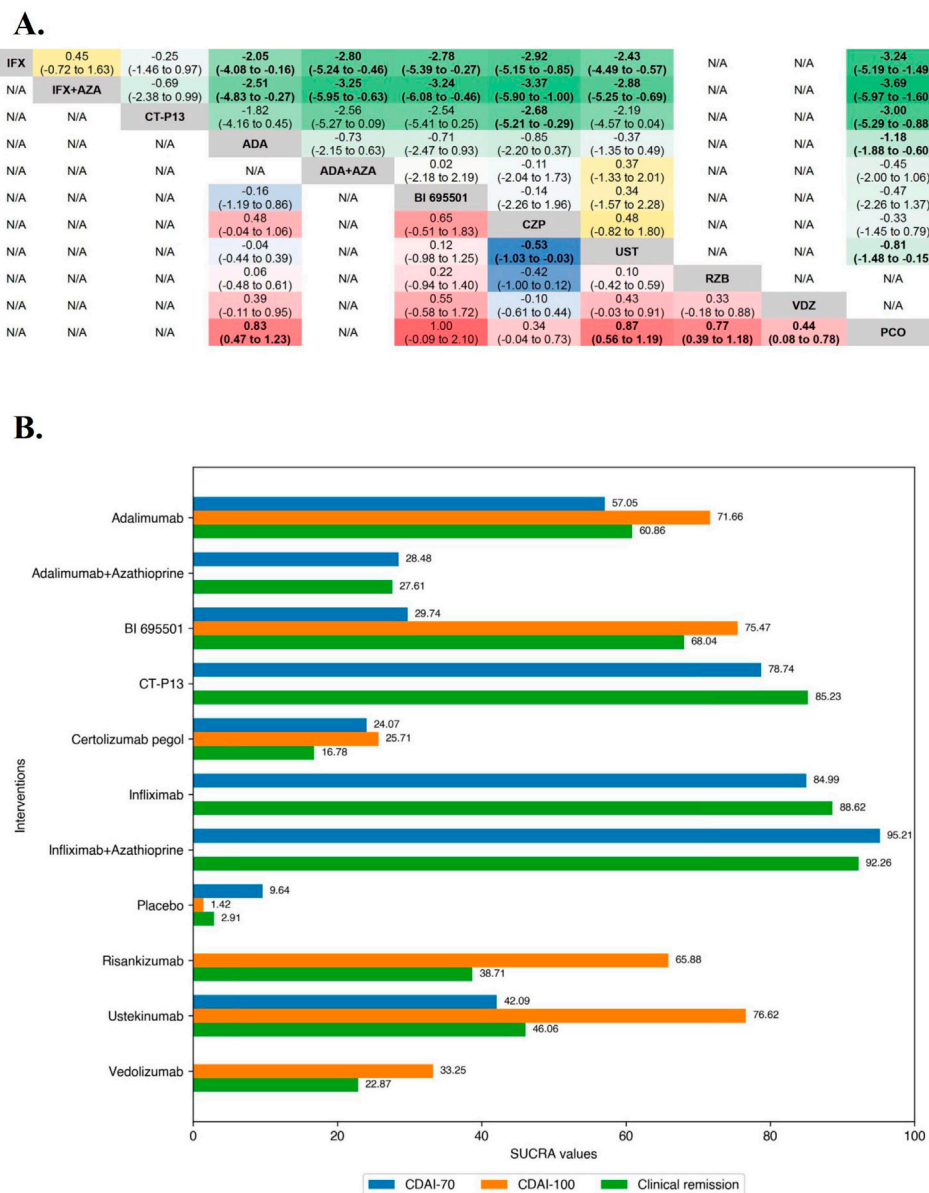 A.
IFX 0.45 -0.25 -2.05 -2.80 -2.78 -2.92 -2.43 N/A N/A -3.24
(-0.72 to 1.63) (-1.46 to 0.97) (-4.08 to -0.16) (-5.24 to -0.46) (-5.39 to -0.27) (-5.15 to -0.85) (-4.49 to -0.57) (-5.19 to -1.49
N/A IFX+AZA -0.69 -2.51 -3.25 -3.24 -3.37 -2.88 N/A N/A -3.69
(-2.38 to 0.99) (-4.83 to -0.27) (-5.95 to -0.63) (-6.08 to -0.46) (-5.90 -1.00) (-5.25 to -0.69) (-5.97 to -1.60
N/A N/A CT-P13 -1.82 -2.56 -2.54 -2.68 -2.19 N/A N/A -3.00
(-4.16 to 0.45) (-5.27 to 0.09) (-5.41 to 0.25) (-5.21 to -0.29) (-4.57 to 0.04) (-5.29 to -0.88
N/A N/A N/A ADA -0.73 -0.71 -0.85 -0.37 N/A N/A -1.18
(-2.15 to 0.63) (-2.47 to 0.93) (-2.20 to 0.37) (-1.35 to 0.49) (-1.88 to -0.60
N/A N/A N/A N/A ADA+AZA 0.02 -0.11 0.37 N/A N/A -0.45
(-2.18 to 2.19) (-2.04 to 1.73) (-1.33 to 2.01) (-2.00 to 1.06)
N/A N/A N/A -0.16 N/A BI 695501 -0.14 0.34 N/A N/A -0.47
(-1.19 to 0.86) (-2.26 to 1.96) (-1.57 to 2.28) (-2.26 to 1.37)
N/A N/A N/A 0.48 N/A 0.65 CZP 0.48 N/A N/A -0.33
(-0.04 to 1.06) (-0.51 to 1.83) (-0.82 to 1.80) (-1.45 to 0.79)
N/A N/A N/A -0.04 N/A 0.12 -0.53 UST N/A N/A -0.81
(-0.44 to 0.39) (-0.98 to 1.25) (-1.03 to -0.03) (-1.48 to -0.15
N/A N/A N/A 0.06 N/A 0.22 -0.42 0.10 RZB N/A N/A
(-0.48 to 0.61) (-0.94 to 1.40) (-1.00 to 0.12) (-0.42 to 0.59)
N/A N/A N/A 0.39 N/A 0.55 -0.10 0.43 0.33 VDZ N/A
(-0.11 to 0.95) (-0.58 to 1.72) (-0.61 to 0.44) (-0.03 to 0.91) (-0.18 to 0.88)
N/A N/A N/A 0.83 N/A 1.00 0.34 0.87 0.77 0.44 PCO
(0.47 to 1.23) (-0.09 to 2.10) (-0.04 to 0.73) (0.56 to 1.19) (0.39 to 1.18) (0.08 to 0.78)
B.
Interventions
57.05
Adalimumab 71.66
60.86
28.48
Adalimumab+Azathioprine
27.61
29.74
BI 695501 75.47
68.04
78.74
CT-P13
85.23
24.07
Certolizumab pegol 25.71
16.78
84.99
Infliximab
88.62
95.21
Infliximab+Azathioprine
92.26
9.64
Placebo 1.42
2.91
65.88
Risankizumab
38.71
42.09
Ustekinumab 76.62
46.06
Vedolizumab 33.25
22.87
0 20 40 60 80 100
SUCRA values
CDAI-70 CDAI-100 Clinical remission